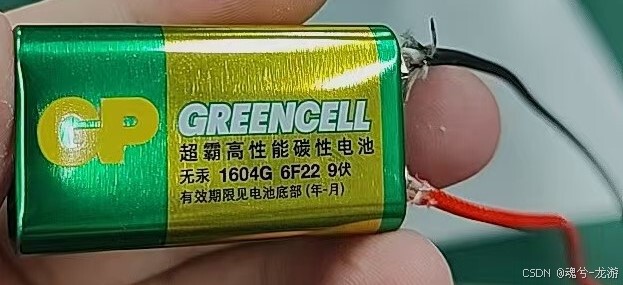 GP
GREENCELL
超霸高性能碳性电池
无汞 1604G 6F22 9伏
有效期限见电池底部 (年-月)
CSDN @魂兮-龙游